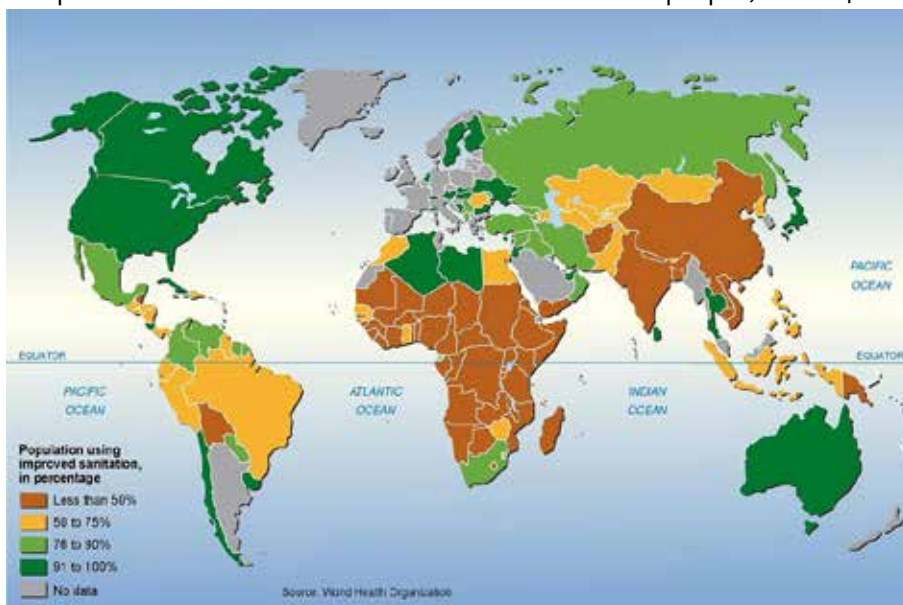 EQUATOR
EQUATOR
PACIFIC
OCEAN
PACIFIC
OCEAN
ATLANTIC
OCEAN
INDIAN
OCEAN
Population using
improved sanitation,
in percentage
Less than 50%
50 to 75%
76 to 90%
91 to 100%
No data
Source: World Health Organization